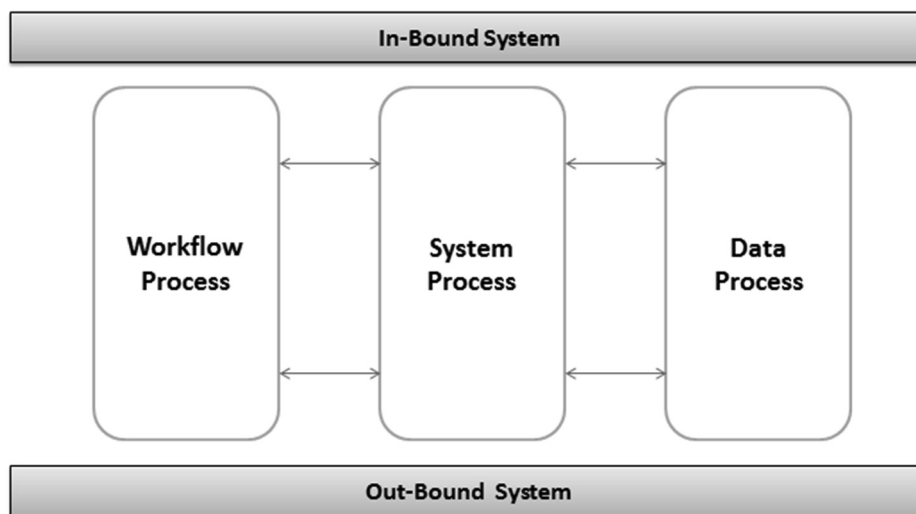 In-Bound System
Workflow
Process
System
Process
Data
Process
Out-Bound System